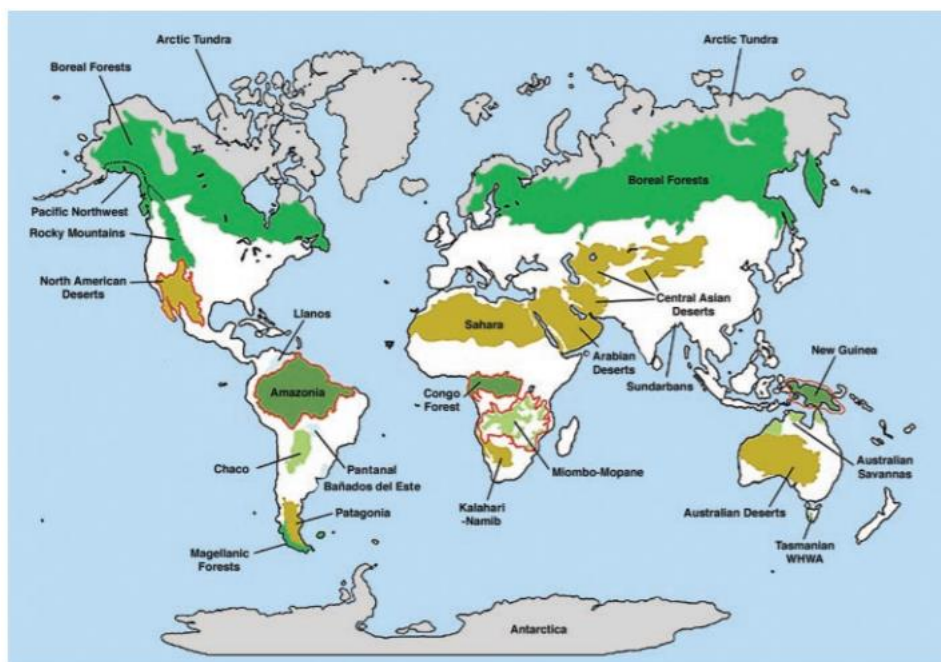 Arctic Tundra
Arctic Tundra
Boreal Forests
Boreal Forests
Pacific Northwest
Rocky Mountains
North American
Deserts
Llanos
Sahara
Central Asian
Deserts
Arabian
Deserts
Sundarbans
New Guinea
Amazonia
Congo
Forest
Chaco
Pantanal
Bañados del Este
Miombo-Mopane
Australian
Savannas
Kalahari
-Namib
Patagonia
Australian Deserts
Magellanic
Forests
Tasmanian
WHWA
Antarctica